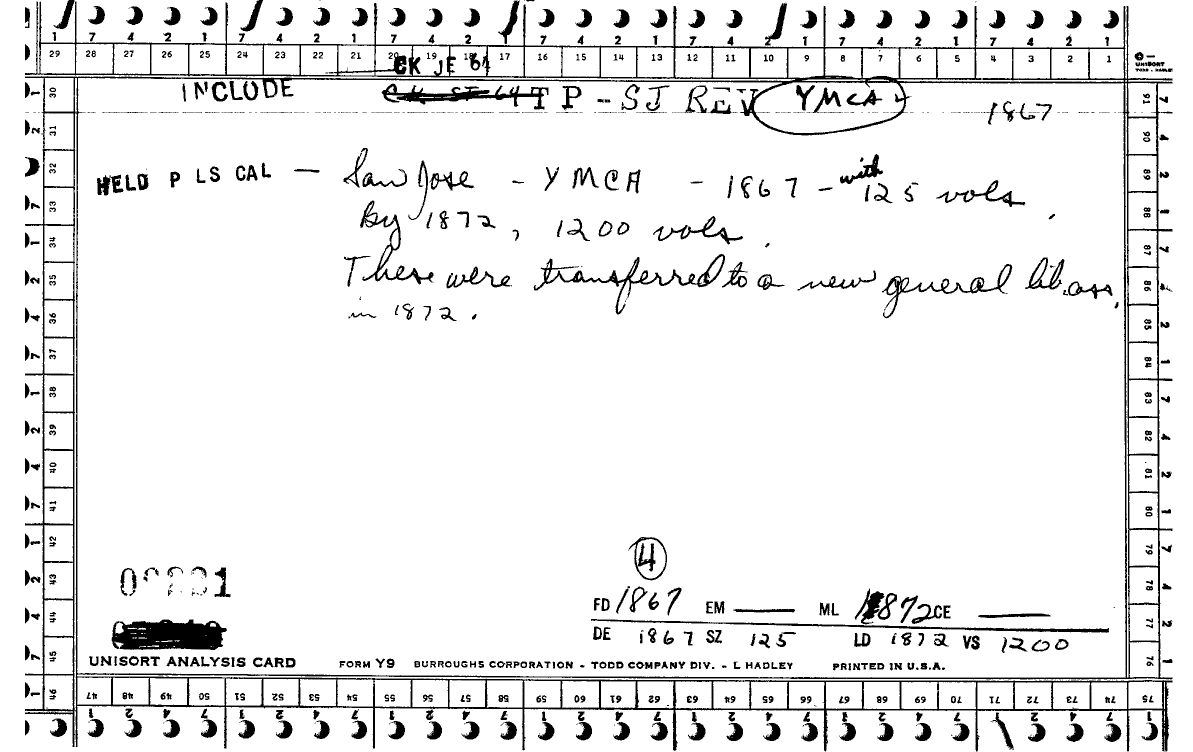 1 7 4 2 1 7 4 2 1 7 4 2 1 7 4 2 1 7 4 2 1 7 4 2 1 7 4 2 1
29 28 27 26 25 24 23 22 21 20 19 18 17 16 15 14 13 12 11 10 9 8 7 6 5 4 3 2 1
UNISORT
TODD - HADLEY
CK JE 64
INCLUDE TP - SJ REV YMCA 1867
HELD P LS CAL — San Jose - YMCA - 1867 - with 125 vols.
By 1872, 1200 vols.
These were transferred to a new general lib. ass.
in 1872.
30 31 32 33 34 35 36 37 38 39 40 41 42 43 44 45 46
91 90 89 88 87 86 85 84 83 82 81 80 79 78 77 76 75
4
FD 1867 EM — ML 1872 CE —
DE 1867 SZ 125 LD 1872 VS 1200
UNISORT ANALYSIS CARD FORM Y9 BURROUGHS CORPORATION - TODD COMPANY DIV. - L HADLEY PRINTED IN U.S.A.
47 48 49 50 51 52 53 54 55 56 57 58 59 60 61 62 63 64 65 66 67 68 69 70 71 72 73 74
1 2 4 7 1 2 4 7 1 2 4 7 1 2 4 7 1 2 4 7 1 2 4 7 1 2 4 7 1